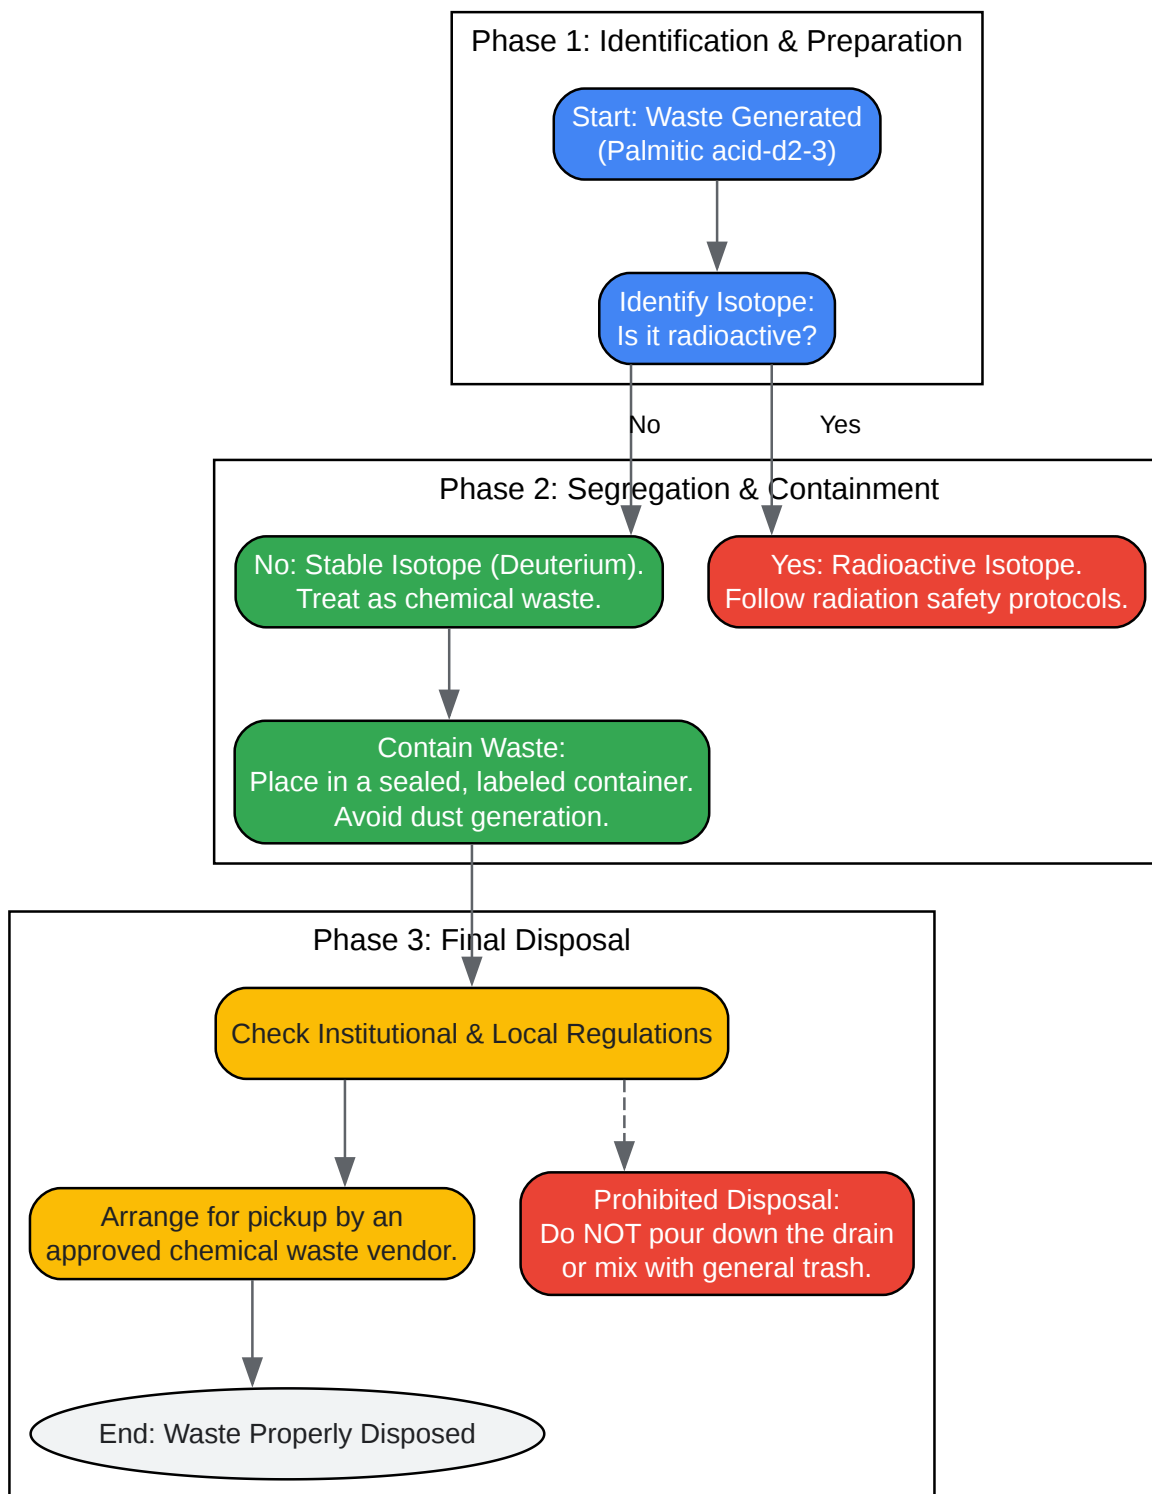 Phase 1: Identification & Preparation
Start: Waste Generated
(Palmitic acid-d2-3)
Identify Isotope:
Is it radioactive?
No
Yes
Phase 2: Segregation & Containment
No: Stable Isotope (Deuterium).
Treat as chemical waste.
Yes: Radioactive Isotope.
Follow radiation safety protocols.
Contain Waste:
Place in a sealed, labeled container.
Avoid dust generation.
Phase 3: Final Disposal
Check Institutional & Local Regulations
Arrange for pickup by an
approved chemical waste vendor.
Prohibited Disposal:
Do NOT pour down the drain
or mix with general trash.
End: Waste Properly Disposed